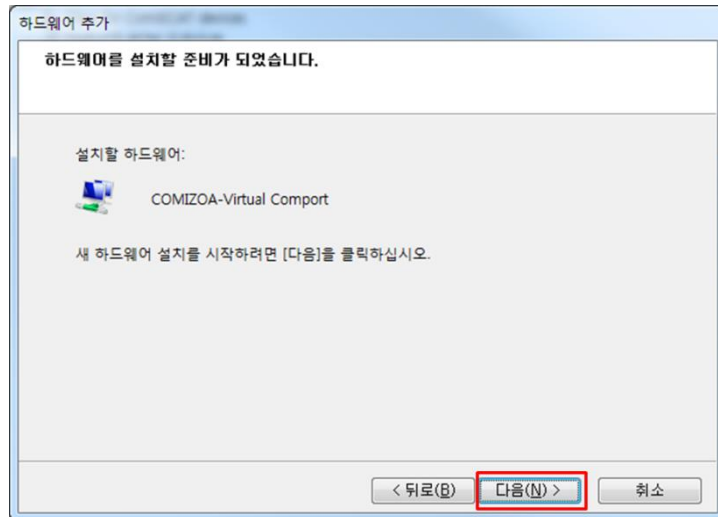 하드웨어 추가
하드웨어를 설치할 준비가 되었습니다.
설치할 하드웨어:
COMIZOA-Virtual Comport
새 하드웨어 설치를 시작하려면 [다음]을 클릭하십시오.
< 뒤로(B) 다음(N) > 취소